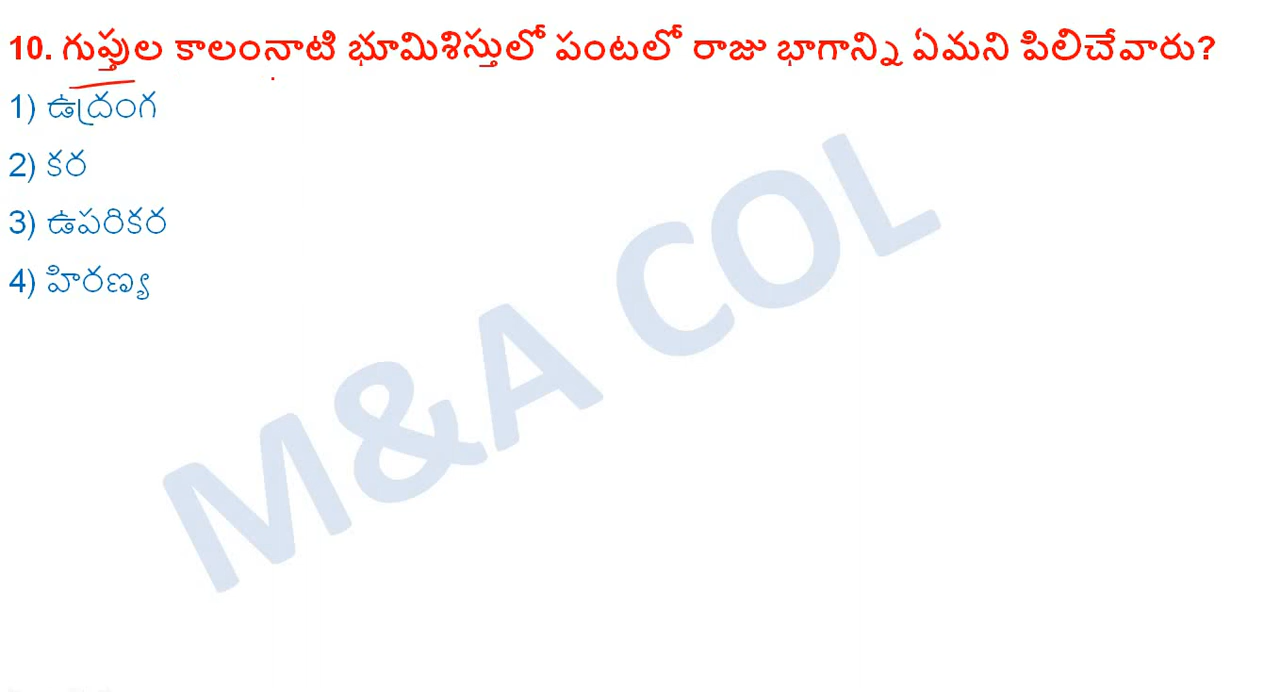 10. గుప్తుల కాలంనాటి భూమిశిస్తులో పంటలో రాజు భాగాన్ని ఏమని పిలిచేవారు?
1) ఉద్రంగ
2) కర
3) ఉపరికర
4) హిరణ్య
M&A COL